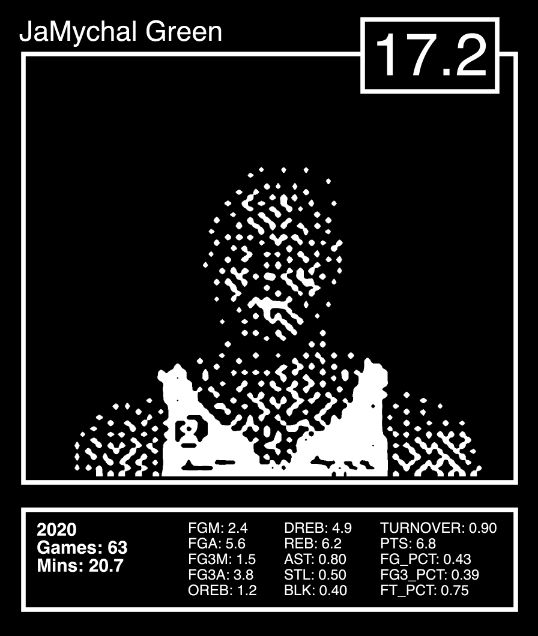 JaMychal Green
17.2
2020
Games: 63
Mins: 20.7
FGM: 2.4
FGA: 5.6
FG3M: 1.5
FG3A: 3.8
OREB: 1.2
DREB: 4.9
REB: 6.2
AST: 0.80
STL: 0.50
BLK: 0.40
TURNOVER: 0.90
PTS: 6.8
FG_PCT: 0.43
FG3_PCT: 0.39
FT_PCT: 0.75